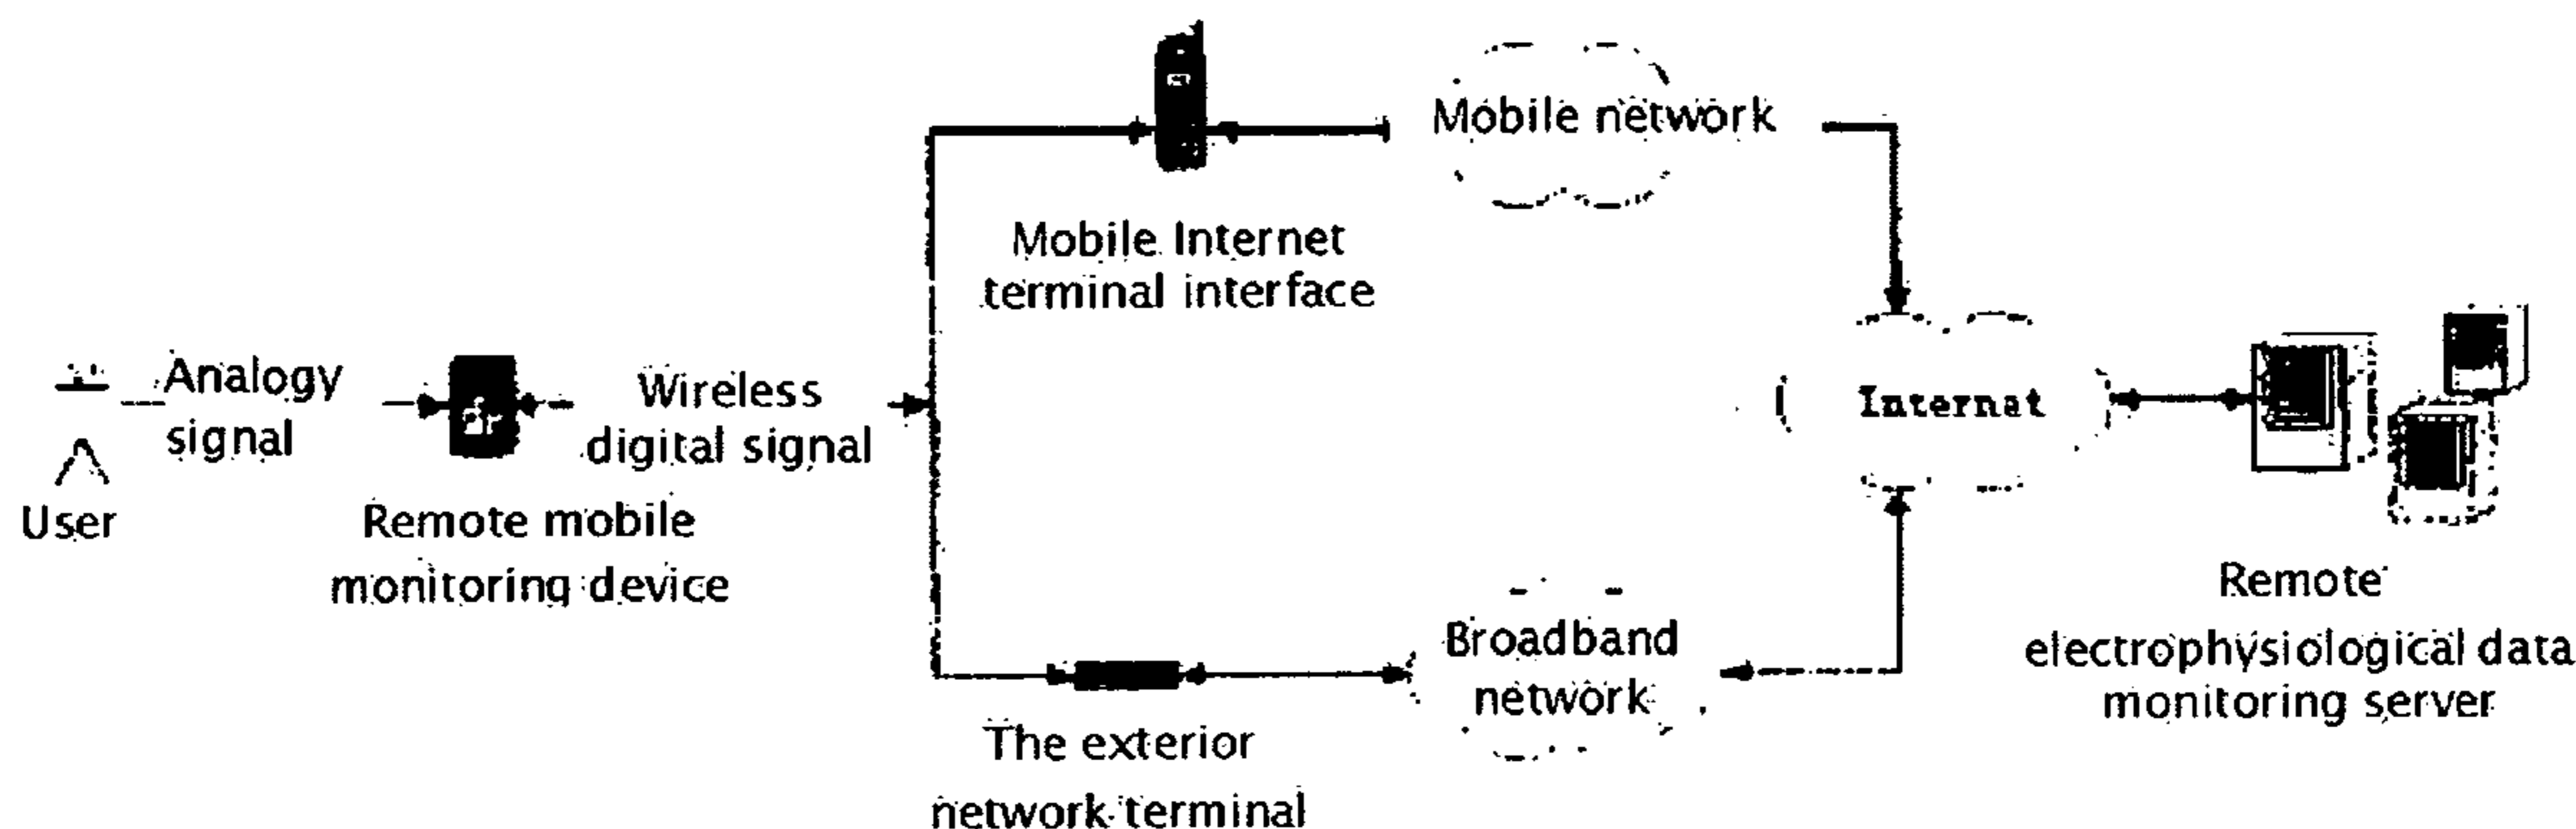 Mobile network
Mobile Internet
terminal interface
Analogy
signal
Wireless
digital signal
User
Remote mobile
monitoring device
Internat
Broadband
network
The exterior
network terminal
Remote
electrophysiological data
monitoring server